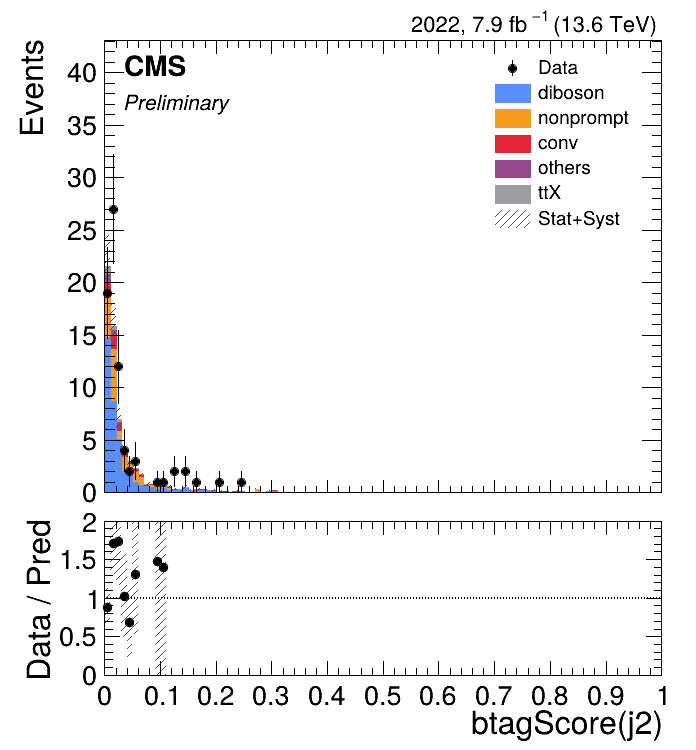 2022, 7.9 fb⁻¹ (13.6 TeV)
CMS
Preliminary
Events
40
35
30
25
20
15
10
5
0
Data
diboson
nonprompt
conv
others
ttX
Stat+Syst
Data / Pred
2
1.5
1
0.5
0
0 0.1 0.2 0.3 0.4 0.5 0.6 0.7 0.8 0.9 1
btagScore(j2)